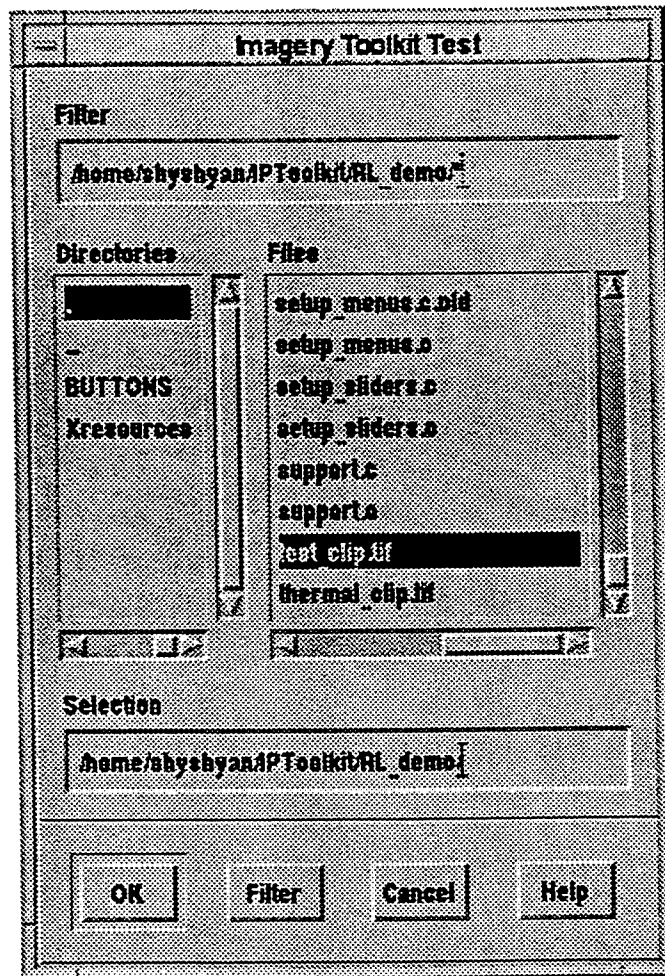 Imagery Toolkit Test
Filter
/home/shyshyan/IPToolkit/RL_demo/*
Directories
Files
.
..
BUTTONS
Xresources
setup_menus.c.old
setup_menus.o
setup_sliders.c
setup_sliders.o
support.c
support.o
test_clip.tif
thermal_clip.tif
Selection
/home/shyshyan/IPToolkit/RL_demo/
OK
Filter
Cancel
Help